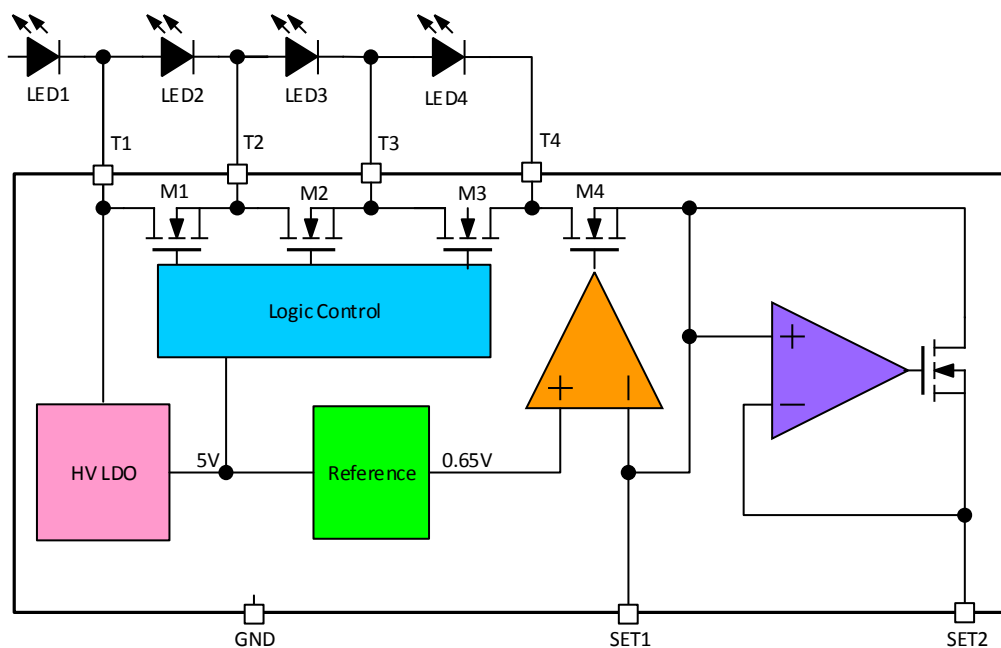 LED1
LED2
LED3
LED4
T1
T2
T3
T4
M1
M2
M3
M4
Logic Control
+
−
+
−
HV LDO
5V
Reference
0.65V
GND
SET1
SET2